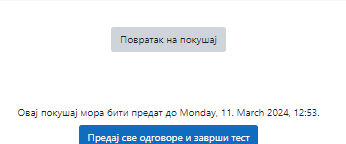 Повратак на покушај
Овај покушај мора бити предат до Monday, 11. March 2024, 12:53.
Предај све одговоре и заврши тест